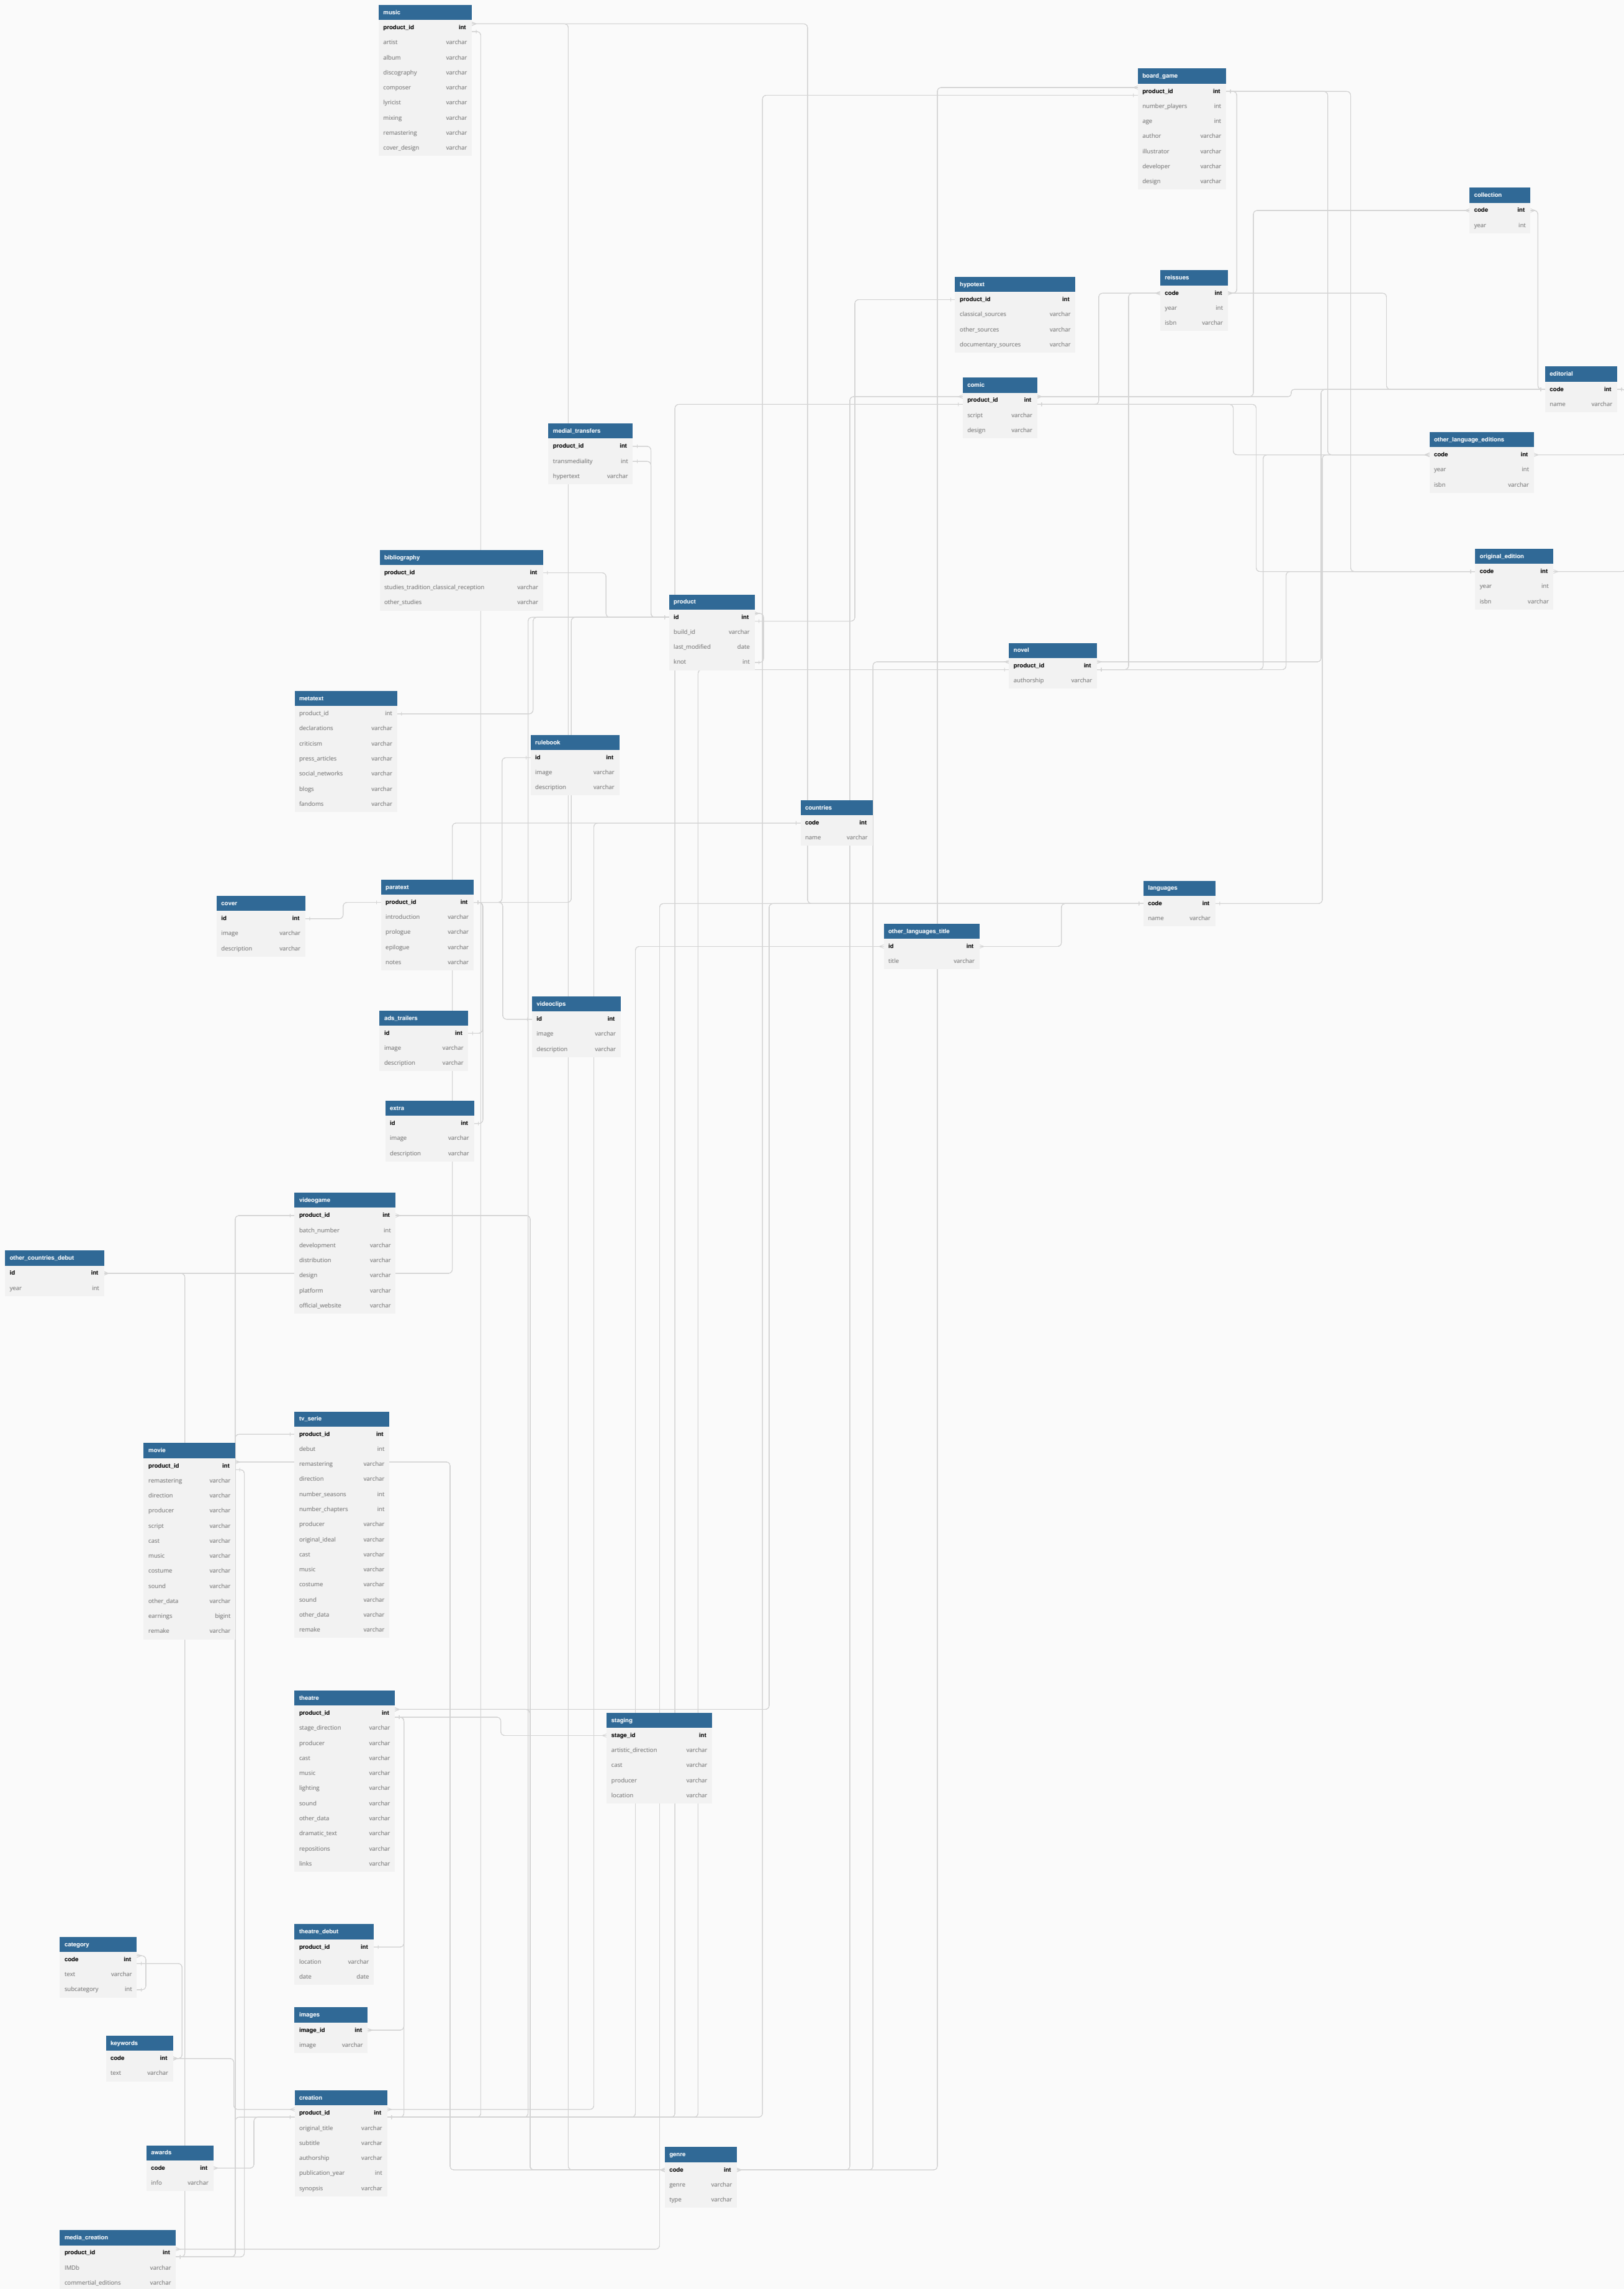 music
product_id int
artist varchar
album varchar
discography varchar
composer varchar
lyricist varchar
mixing varchar
remastering varchar
cover_design varchar
board_game
product_id int
number_players int
age int
author varchar
illustrator varchar
developer varchar
design varchar
collection
code int
year int
reissues
code int
year int
isbn varchar
hypotext
product_id int
classical_sources varchar
other_sources varchar
documentary_sources varchar
editorial
code int
name varchar
comic
product_id int
script varchar
design varchar
medial_transfers
product_id int
transmediality int
hypertext varchar
other_language_editions
code int
year int
isbn varchar
bibliography
product_id int
studies_tradition_classical_reception varchar
other_studies varchar
original_edition
code int
year int
isbn varchar
product
id int
build_id varchar
last_modified date
knot int
novel
product_id int
authorship varchar
metatext
product_id int
declarations varchar
criticism varchar
press_articles varchar
social_networks varchar
blogs varchar
fandoms varchar
rulebook
id int
image varchar
description varchar
countries
code int
name varchar
paratext
product_id int
introduction varchar
prologue varchar
epilogue varchar
notes varchar
languages
code int
name varchar
cover
id int
image varchar
description varchar
other_languages_title
id int
title varchar
videoclips
id int
image varchar
description varchar
ads_trailers
id int
image varchar
description varchar
extra
id int
image varchar
description varchar
videogame
product_id int
batch_number int
development varchar
distribution varchar
design varchar
platform varchar
official_website varchar
other_countries_debut
id int
year int
tv_serie
product_id int
debut int
remastering varchar
direction varchar
number_seasons int
number_chapters int
producer varchar
original_ideal varchar
cast varchar
music varchar
costume varchar
sound varchar
other_data varchar
remake varchar
movie
product_id int
remastering varchar
direction varchar
producer varchar
script varchar
cast varchar
music varchar
costume varchar
sound varchar
other_data varchar
earnings bigint
remake varchar
theatre
product_id int
stage_direction varchar
producer varchar
cast varchar
music varchar
lighting varchar
sound varchar
other_data varchar
dramatic_text varchar
repositions varchar
links varchar
staging
stage_id int
artistic_direction varchar
cast varchar
producer varchar
location varchar
theatre_debut
product_id int
location varchar
date date
category
code int
text varchar
subcategory int
images
image_id int
image varchar
keywords
code int
text varchar
creation
product_id int
original_title varchar
subtitle varchar
authorship varchar
publication_year int
synopsis varchar
awards
code int
info varchar
genre
code int
genre varchar
type varchar
media_creation
product_id int
IMDb varchar
commertial_editions varchar